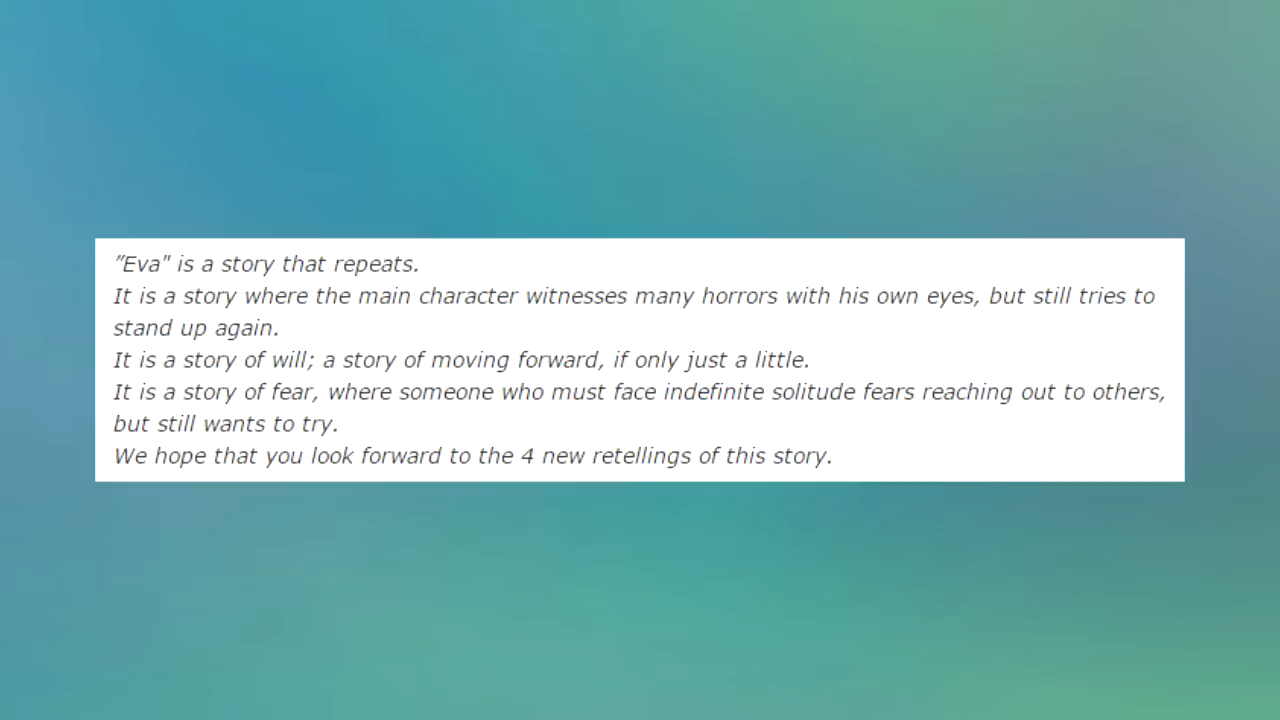 "Eva" is a story that repeats.
It is a story where the main character witnesses many horrors with his own eyes, but still tries to
stand up again.
It is a story of will; a story of moving forward, if only just a little.
It is a story of fear, where someone who must face indefinite solitude fears reaching out to others,
but still wants to try.
We hope that you look forward to the 4 new retellings of this story.